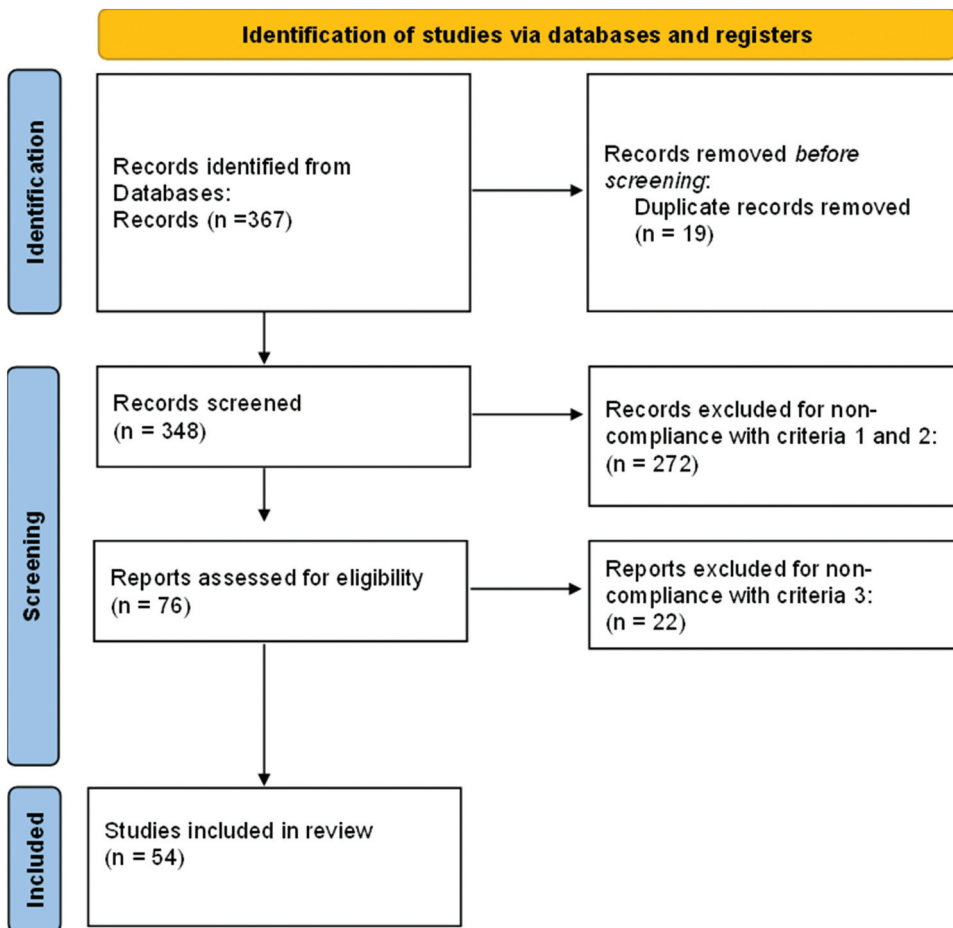 Identification of studies via databases and registers
Identification
Records identified from
Databases:
Records (n =367)
Records removed before
screening:
Duplicate records removed
(n = 19)
Screening
Records screened
(n = 348)
Records excluded for non-
compliance with criteria 1 and 2:
(n = 272)
Reports assessed for eligibility
(n = 76)
Reports excluded for non-
compliance with criteria 3:
(n = 22)
Included
Studies included in review
(n = 54)